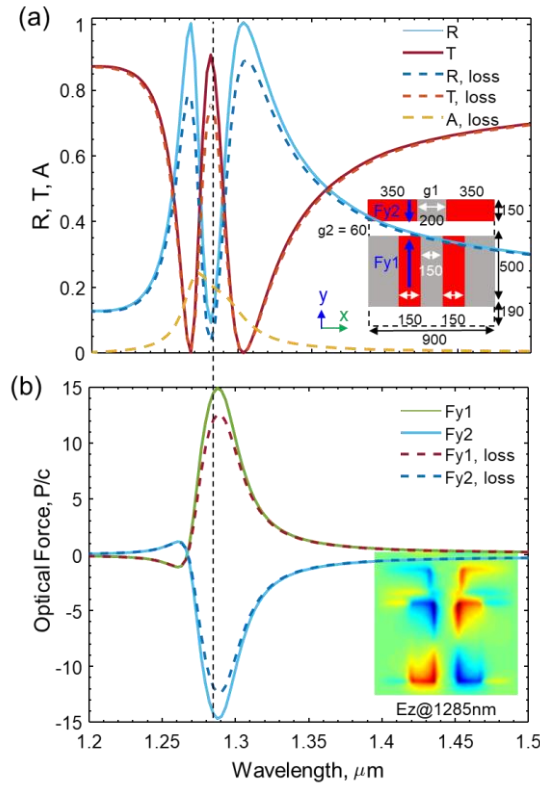 (a)
R, T, A
1
0.8
0.6
0.4
0.2
0
R
T
R, loss
T, loss
A, loss
350
g1
350
Fy2
200
150
g2 = 60
Fy1
150
500
y
x
150
150
190
900
(b)
Optical Force, P/c
15
10
5
0
-5
-10
-15
Fy1
Fy2
Fy1, loss
Fy2, loss
Ez@1285nm
1.2
1.25
1.3
1.35
1.4
1.45
1.5
Wavelength, μm